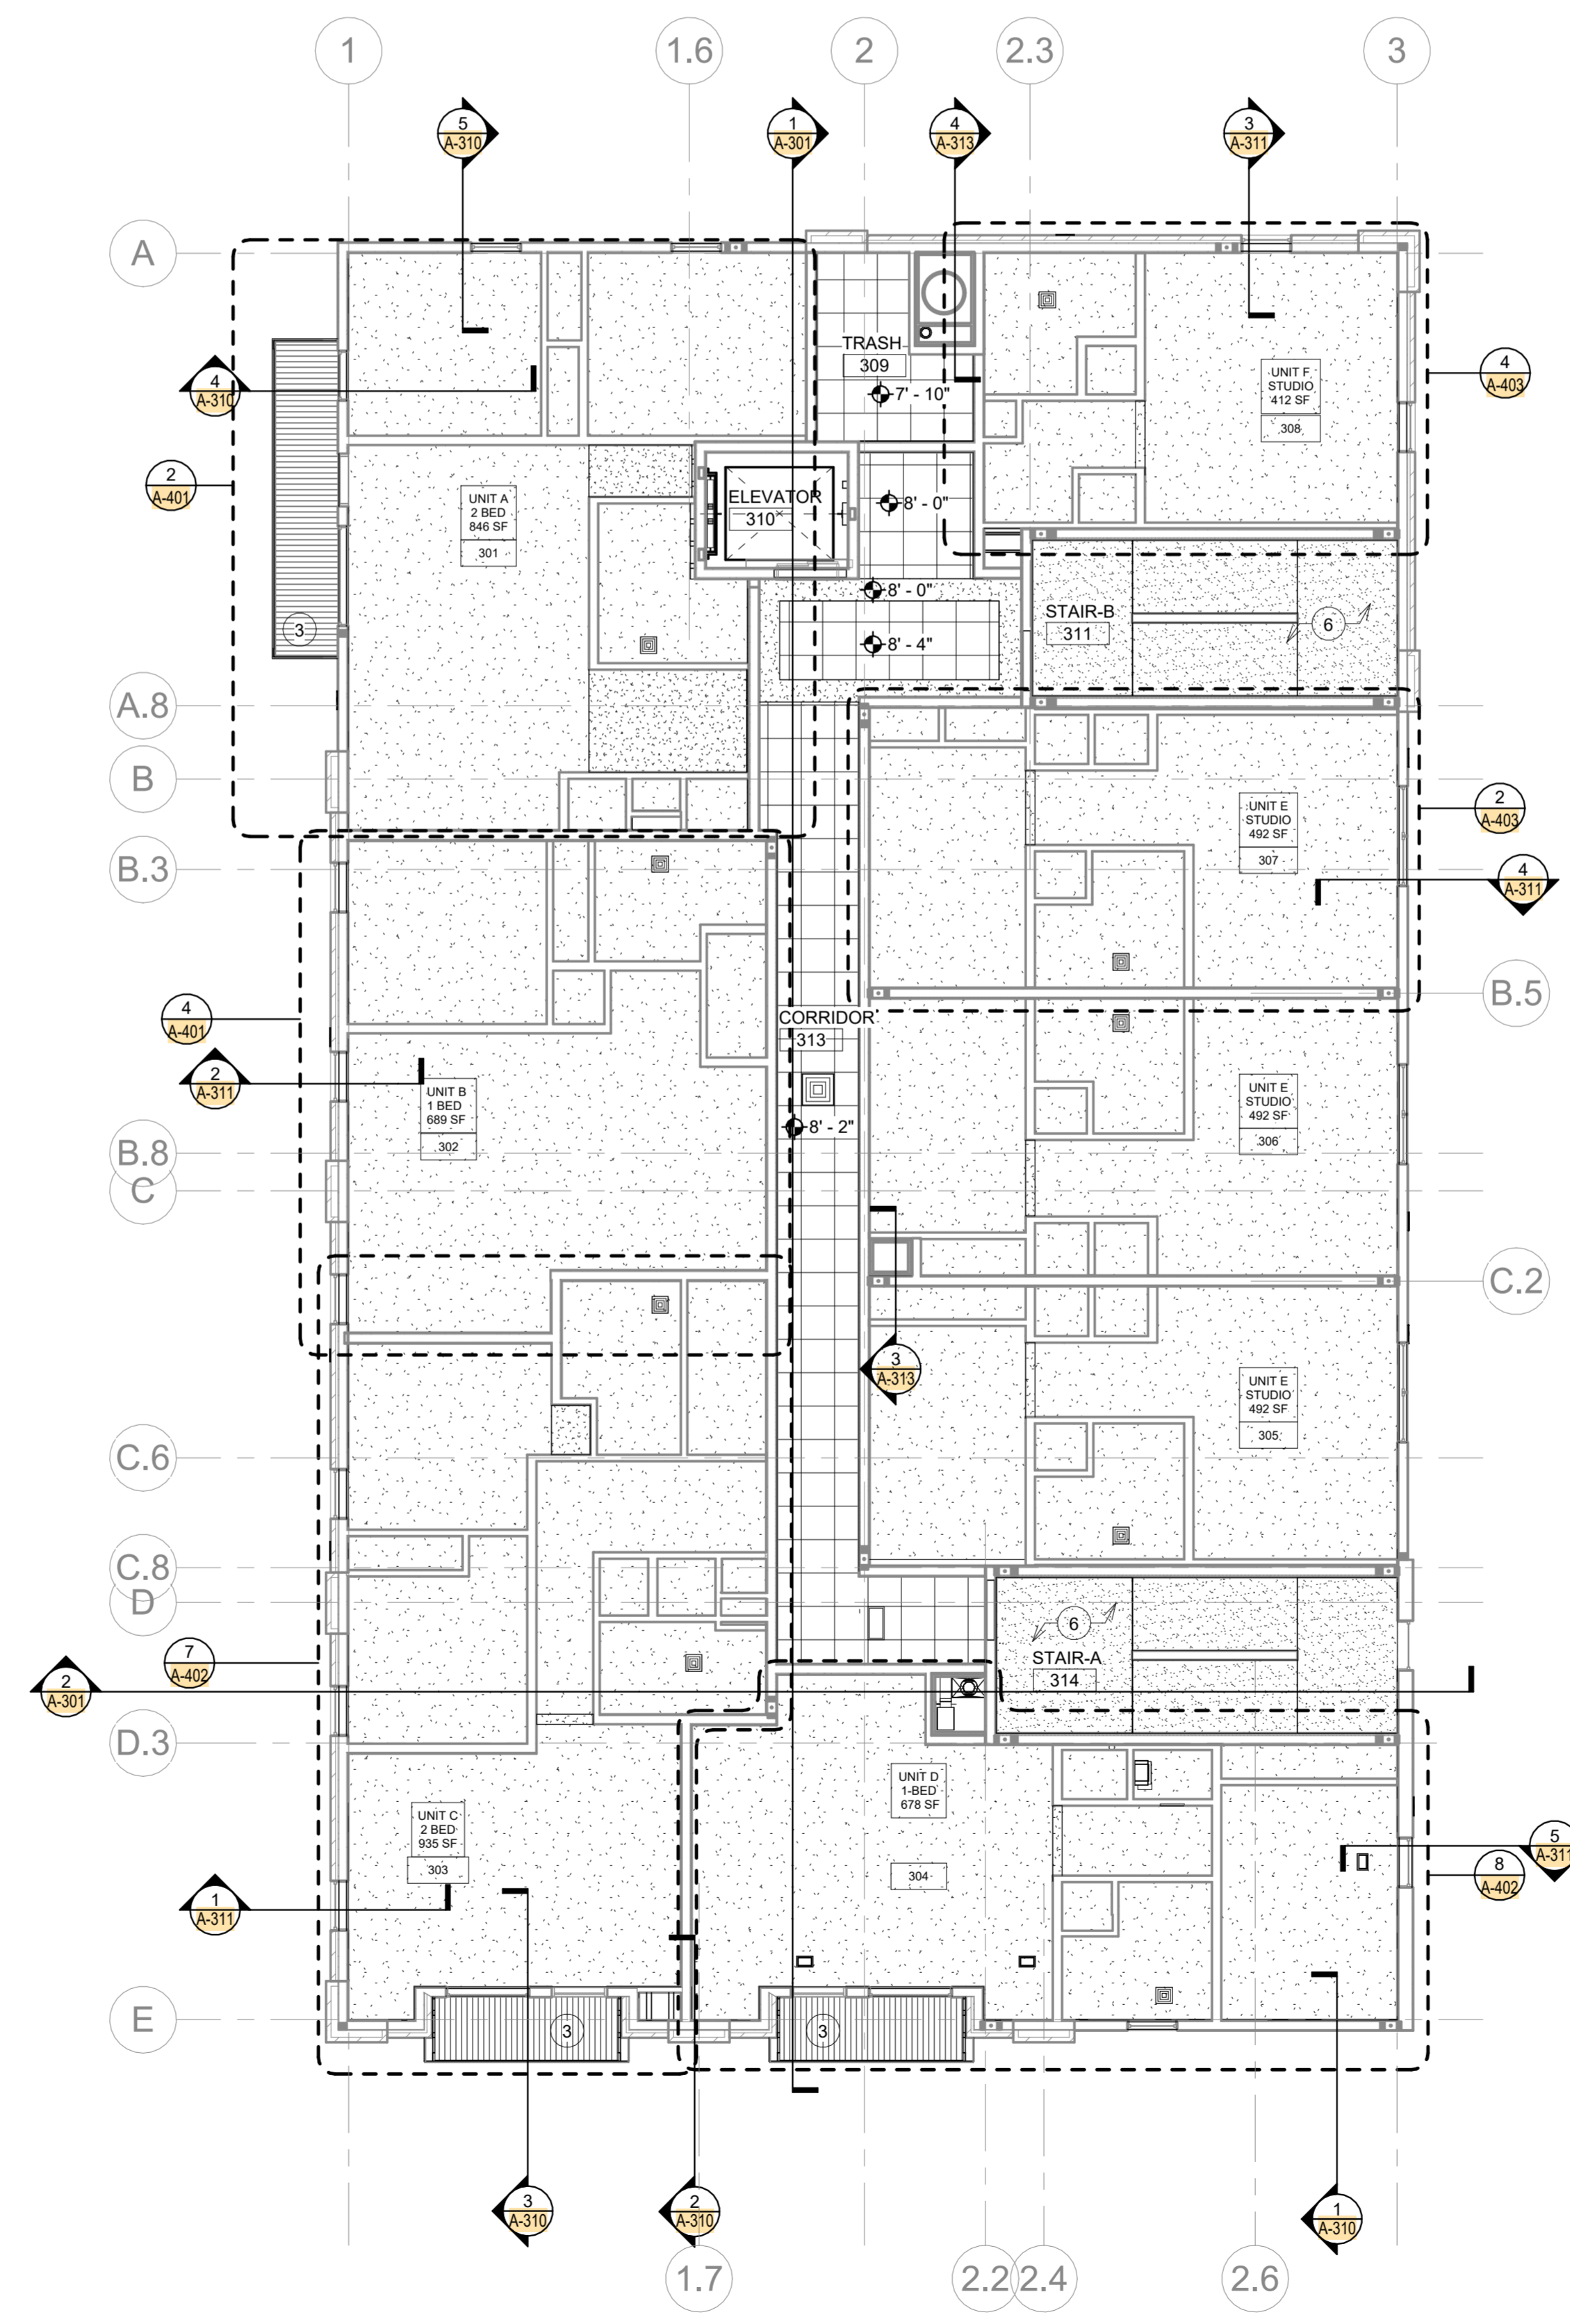 1
1.6
2
2.3
3
5
A-310
1
A-301
4
A-313
3
A-311
A
TRASH
309
7' - 10"
UNIT F
STUDIO
412 SF
308
4
A-403
4
A-310
2
A-401
UNIT A
2 BED
846 SF
301
ELEVATOR
310
8' - 0"
8' - 0"
8' - 4"
STAIR-B
311
6
3
A.8
B
UNIT E
STUDIO
492 SF
307
2
A-403
B.3
4
A-311
B.5
4
A-401
CORRIDOR
313
2
A-311
UNIT B
1 BED
689 SF
302
8' - 2"
UNIT E
STUDIO
492 SF
306
B.8
C
C.2
3
A-313
UNIT E
STUDIO
492 SF
305
C.6
C.8
D
6
STAIR-A
314
7
A-402
2
A-301
D.3
UNIT D
1-BED
678 SF
304
UNIT C
2 BED
935 SF
303
5
A-311
8
A-402
1
A-311
E
3
3
3
A-310
2
A-310
1
A-310
1.7
2.2
2.4
2.6